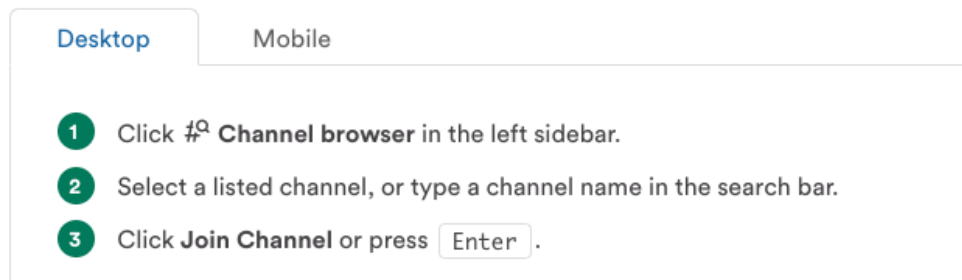 Desktop Mobile
1 Click Channel browser in the left sidebar.
2 Select a listed channel, or type a channel name in the search bar.
3 Click Join Channel or press Enter .